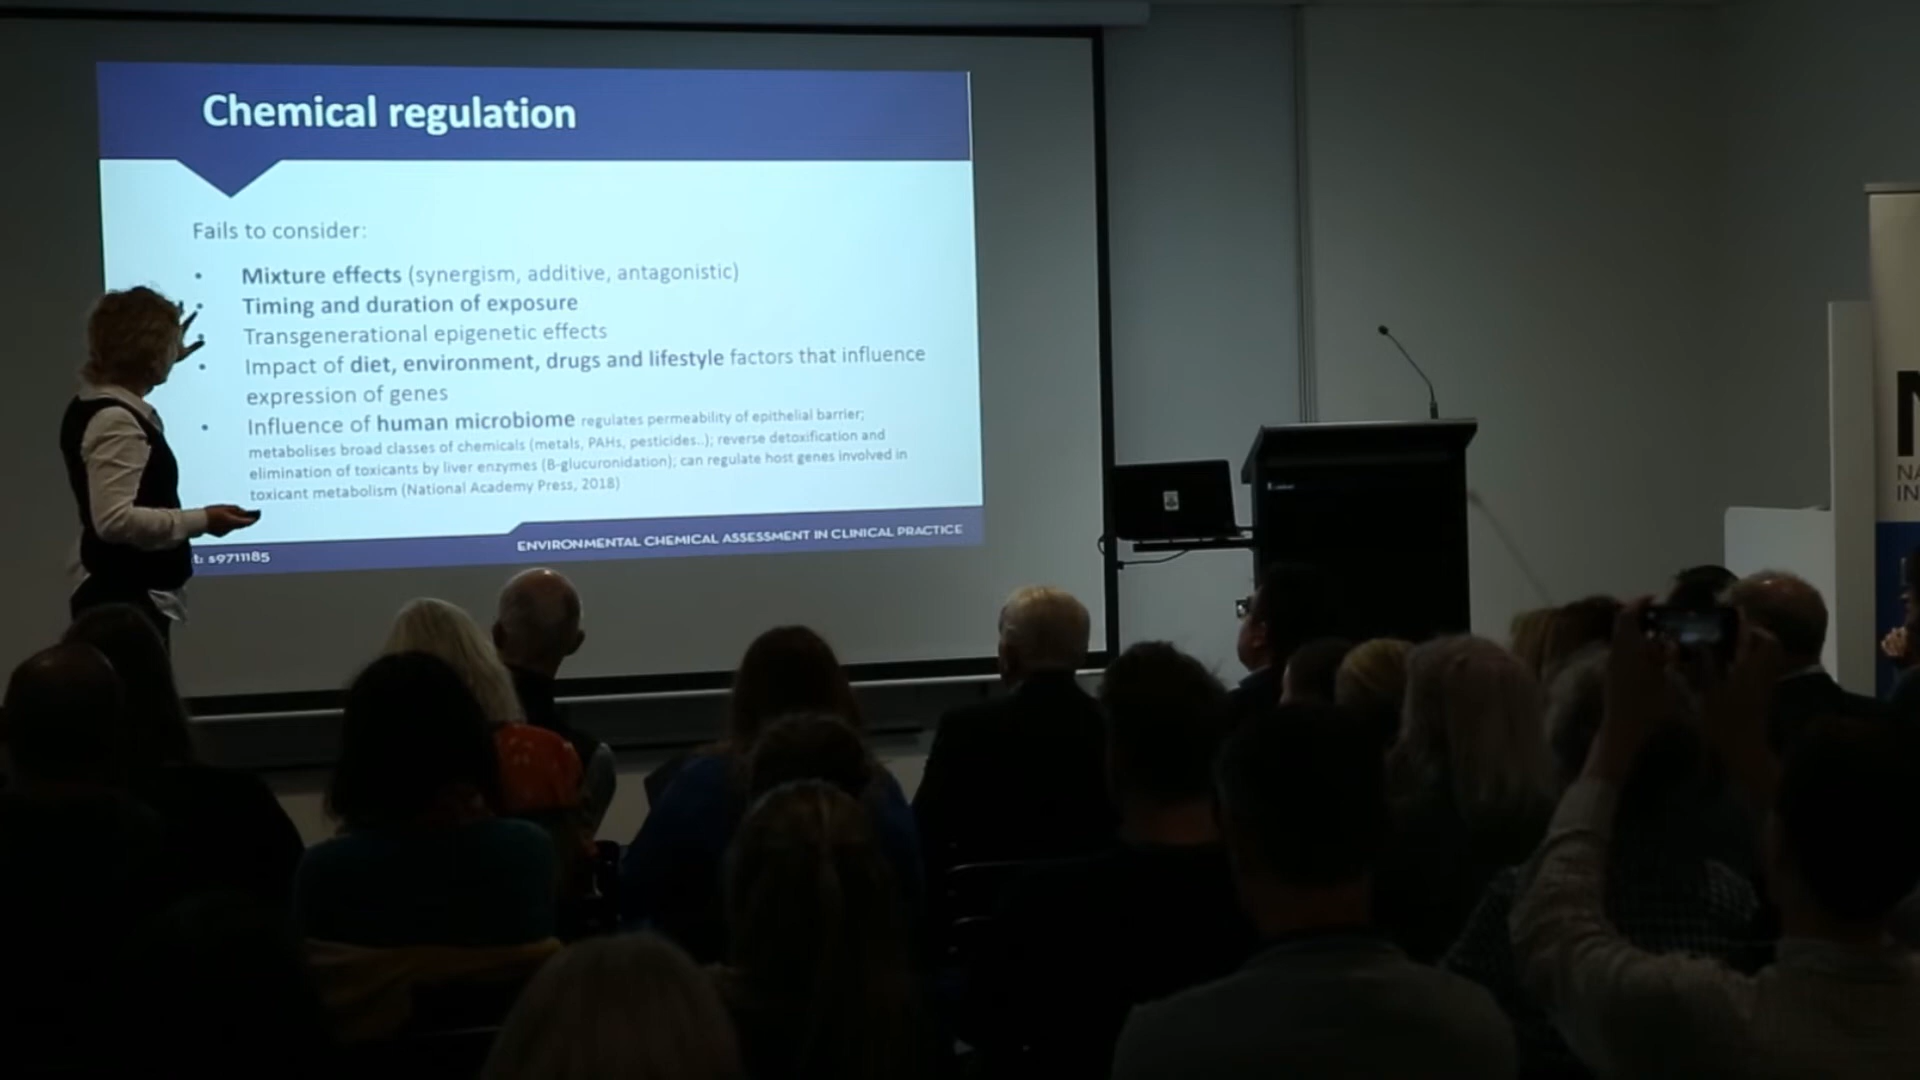 Chemical regulation
Fails to consider:
• Mixture effects (synergism, additive, antagonistic)
• Timing and duration of exposure
• Transgenerational epigenetic effects
• Impact of diet, environment, drugs and lifestyle factors that influence
expression of genes
• Influence of human microbiome regulates permeability of epithelial barrier;
metabolises broad classes of chemicals (metals, PAHs, pesticides..); reverse detoxification and
elimination of toxicants by liver enzymes (B-glucuronidation); can regulate host genes involved in
toxicant metabolism (National Academy Press, 2018)
t: s9711185
ENVIRONMENTAL CHEMICAL ASSESSMENT IN CLINICAL PRACTICE
N
NA
IN